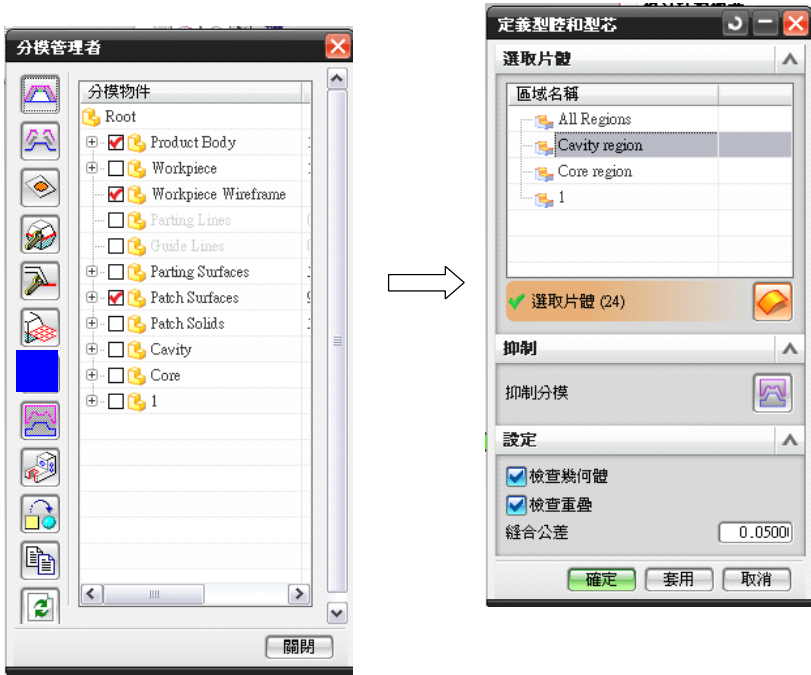 分模管理者
分模物件
Root
Product Body
Workpiece
Workpiece Wireframe
Parting Lines
Guide Lines
Parting Surfaces
Patch Surfaces
Patch Solids
Cavity
Core
1
關閉
定義型腔和型芯
選取片體
區域名稱
All Regions
Cavity region
Core region
1
選取片體 (24)
抑制
抑制分模
設定
檢查幾何體
檢查重疊
縫合公差 0.0500
確定 套用 取消